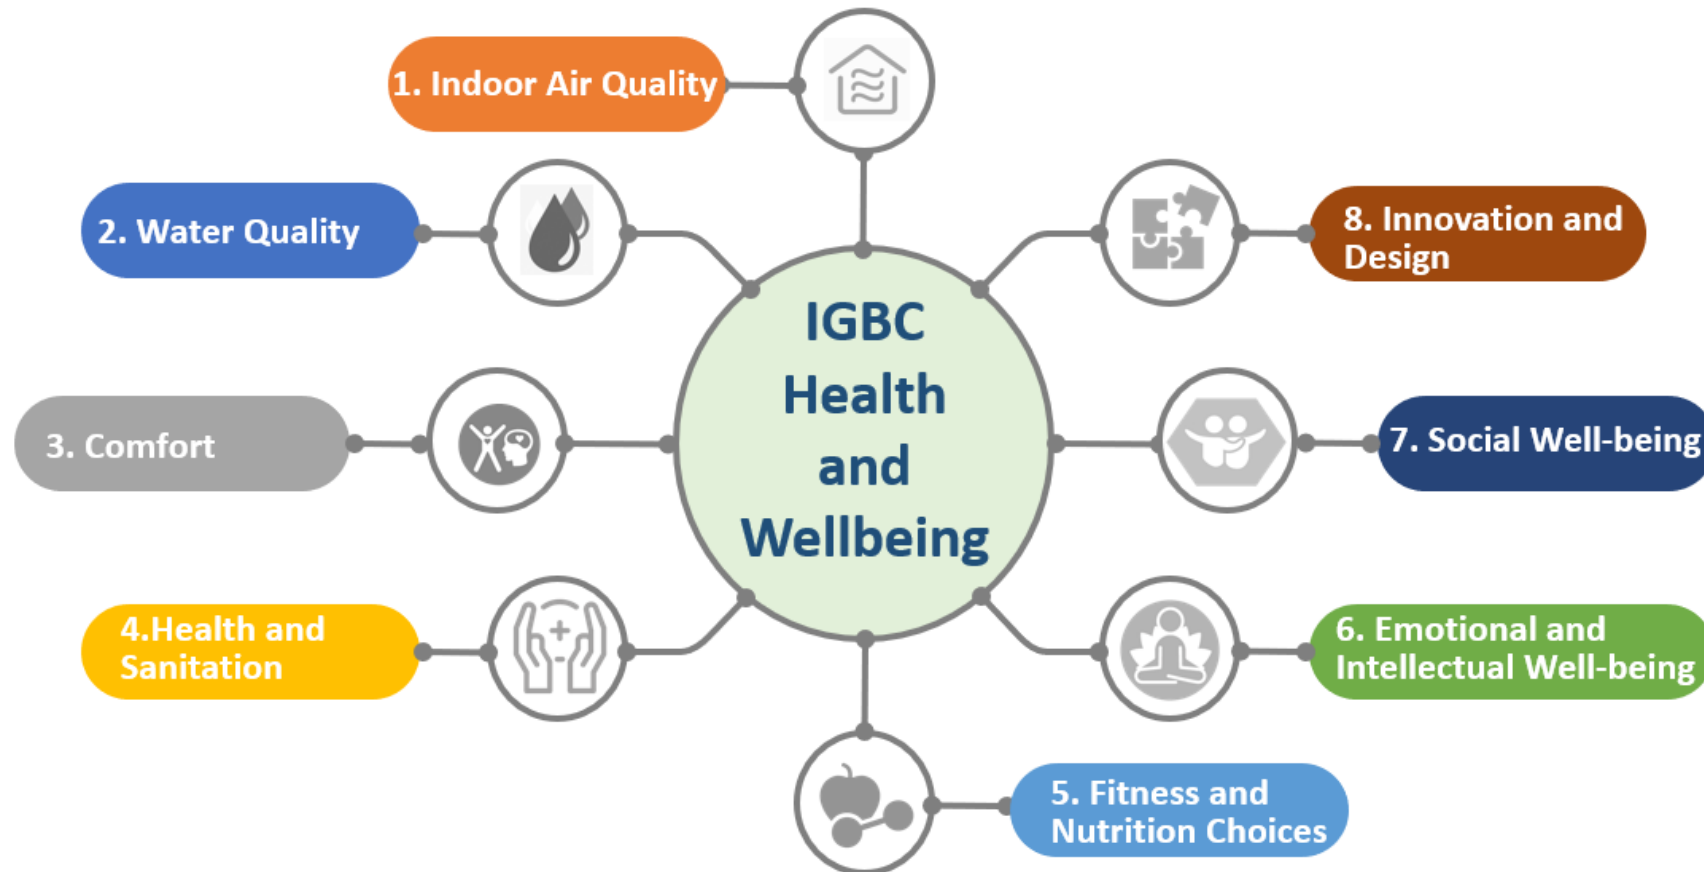 1. Indoor Air Quality
2. Water Quality
3. Comfort
4.Health and
Sanitation
IGBC
Health
and
Wellbeing
5. Fitness and
Nutrition Choices
6. Emotional and
Intellectual Well-being
7. Social Well-being
8. Innovation and
Design